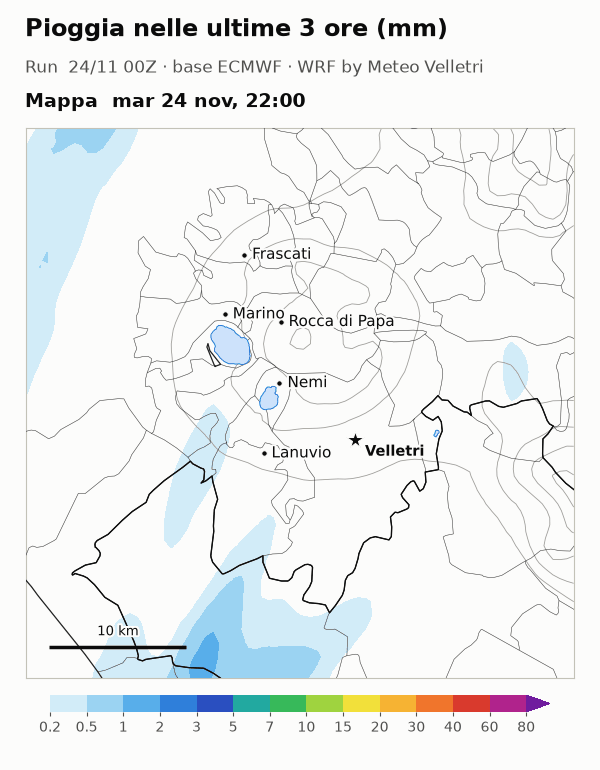 Pioggia nelle ultime 3 ore (mm)
Run  24/11 00Z · base ECMWF · WRF by Meteo Velletri
Mappa  mar 24 nov, 22:00
Frascati
Marino
Rocca di Papa
Nemi
Velletri
Lanuvio
10 km
0.2 0.5 1 2 3 5 7 10 15 20 30 40 60 80